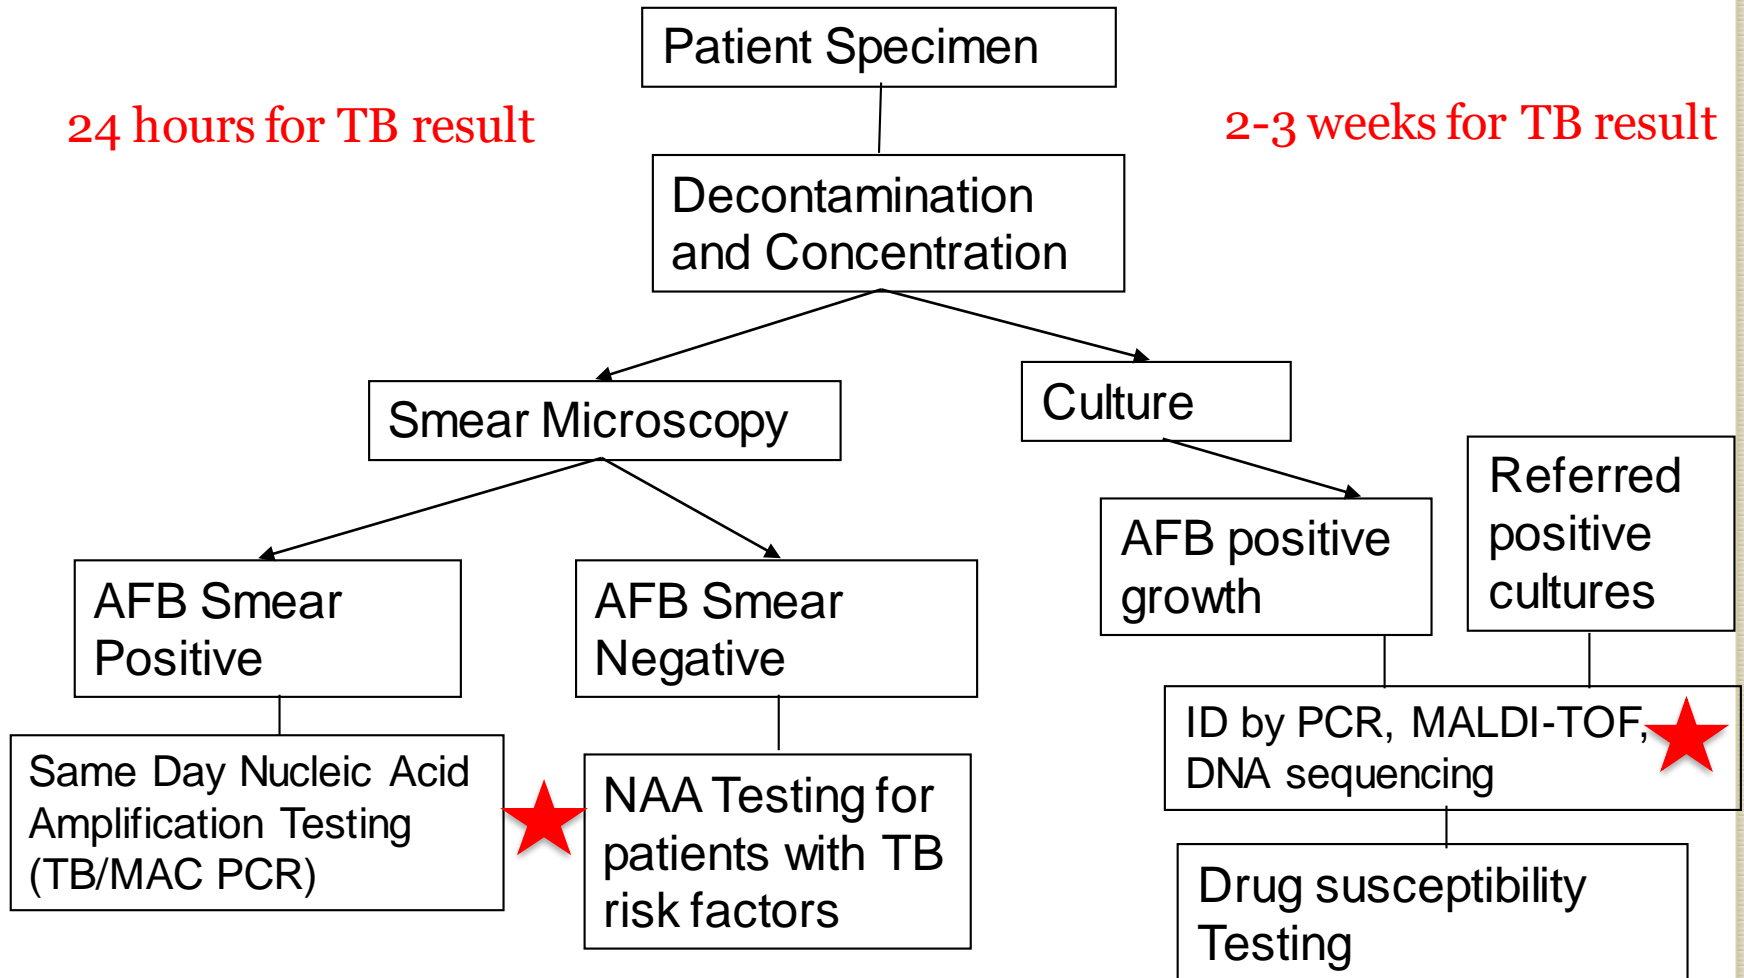 Patient Specimen
24 hours for TB result
2-3 weeks for TB result
Decontamination
and Concentration
Smear Microscopy
Culture
AFB Smear
Positive
AFB Smear
Negative
AFB positive
growth
Referred
positive
cultures
Same Day Nucleic Acid
Amplification Testing
(TB/MAC PCR)
NAA Testing for
patients with TB
risk factors
ID by PCR, MALDI-TOF,
DNA sequencing
Drug susceptibility
Testing